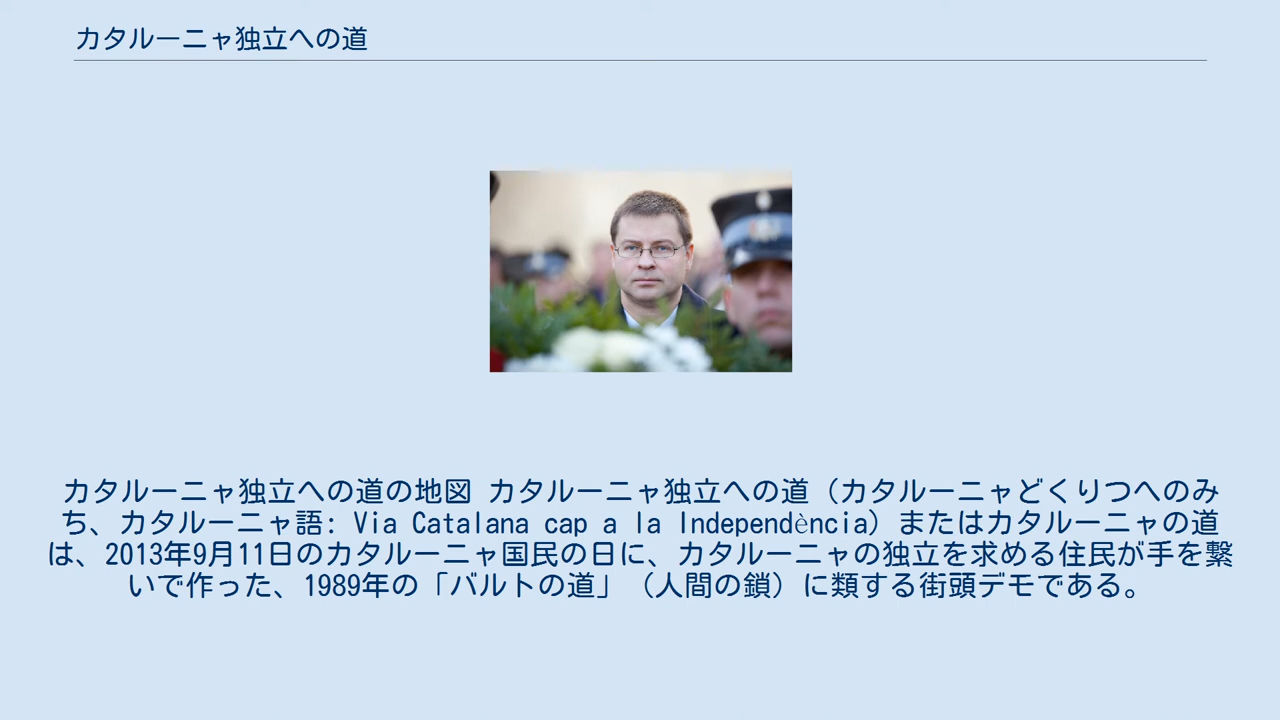 カタルーニャ独立への道
カタルーニャ独立への道の地図 カタルーニャ独立への道（カタルーニャどくりつへのみ
ち、カタルーニャ語: Via Catalana cap a la Independència）またはカタルーニャの道
は、2013年9月11日のカタルーニャ国民の日に、カタルーニャの独立を求める住民が手を繋
いで作った、1989年の「バルトの道」（人間の鎖）に類する街頭デモである。